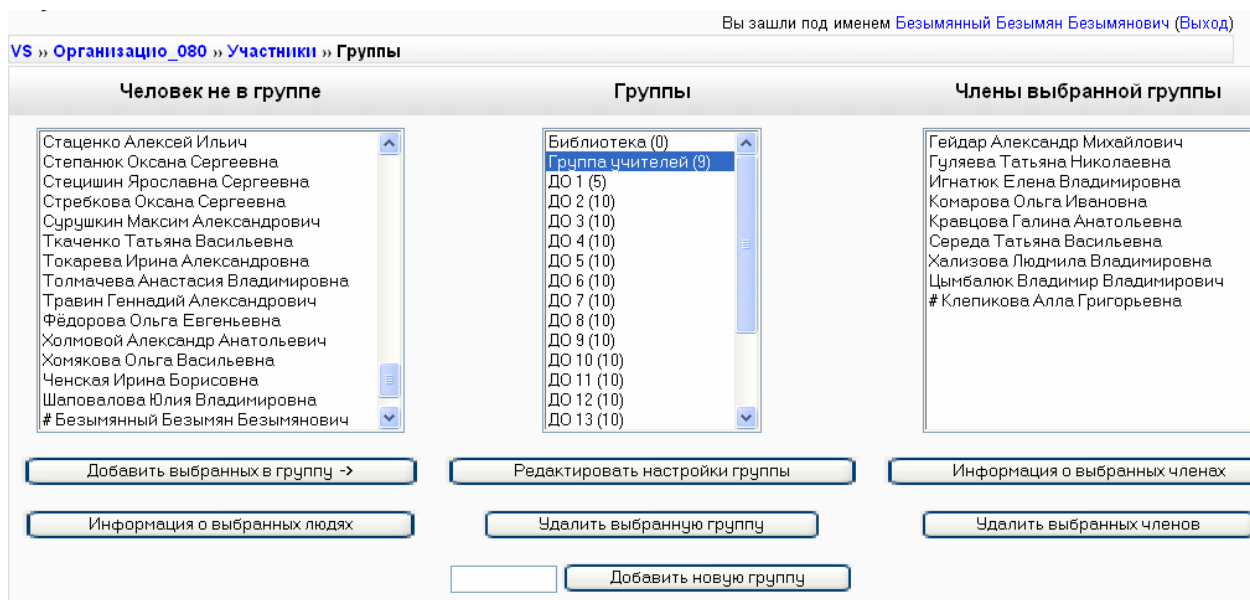 Вы зашли под именем Безымянный Безымян Безымянович (Выход)
VS » Организацио_080 » Участники » Группы
Человек не в группе
Стаценко Алексей Ильич
Степанюк Оксана Сергеевна
Стецишин Ярославна Сергеевна
Стребкова Оксана Сергеевна
Сурушкин Максим Александрович
Ткаченко Татьяна Васильевна
Токарева Ирина Александровна
Толмачева Анастасия Владимировна
Травин Геннадий Александрович
Фёдорова Ольга Евгеньевна
Холмовой Александр Анатольевич
Хомякова Ольга Васильевна
Ченская Ирина Борисовна
Шаповалова Юлия Владимировна
# Безымянный Безымян Безымянович
Добавить выбранных в группу ->
Информация о выбранных людях
Группы
Библиотека (0)
Группа учителей (9)
ДО 1 (5)
ДО 2 (10)
ДО 3 (10)
ДО 4 (10)
ДО 5 (10)
ДО 6 (10)
ДО 7 (10)
ДО 8 (10)
ДО 9 (10)
ДО 10 (10)
ДО 11 (10)
ДО 12 (10)
ДО 13 (10)
Редактировать настройки группы
Удалить выбранную группу
Добавить новую группу
Члены выбранной группы
Гейдар Александр Михайлович
Гуляева Татьяна Николаевна
Игнатюк Елена Владимировна
Комарова Ольга Ивановна
Кравцова Галина Анатольевна
Середа Татьяна Васильевна
Хализова Людмила Владимировна
Цымбалюк Владимир Владимирович
# Клепикова Алла Григорьевна
Информация о выбранных членах
Удалить выбранных членов